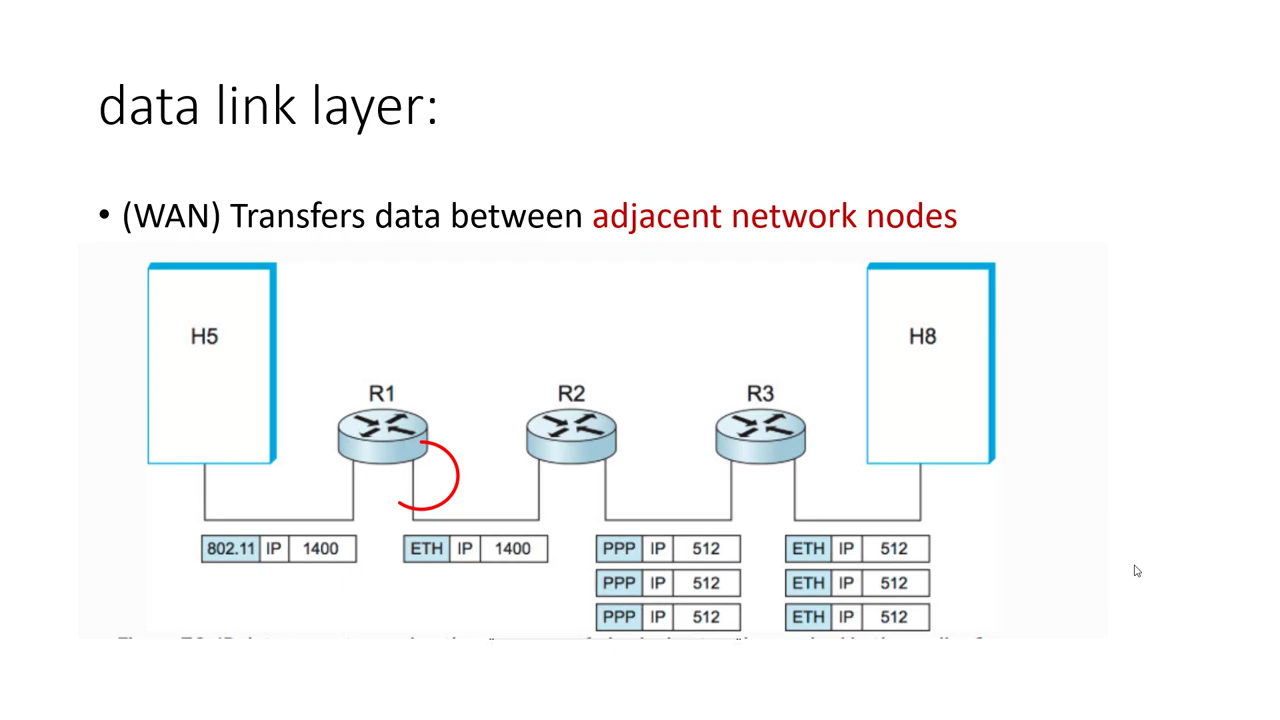 data link layer:
• (WAN) Transfers data between adjacent network nodes
H5
H8
R1
R2
R3
802.11 IP 1400
ETH IP 1400
PPP IP 512
ETH IP 512
PPP IP 512
ETH IP 512
PPP IP 512
ETH IP 512